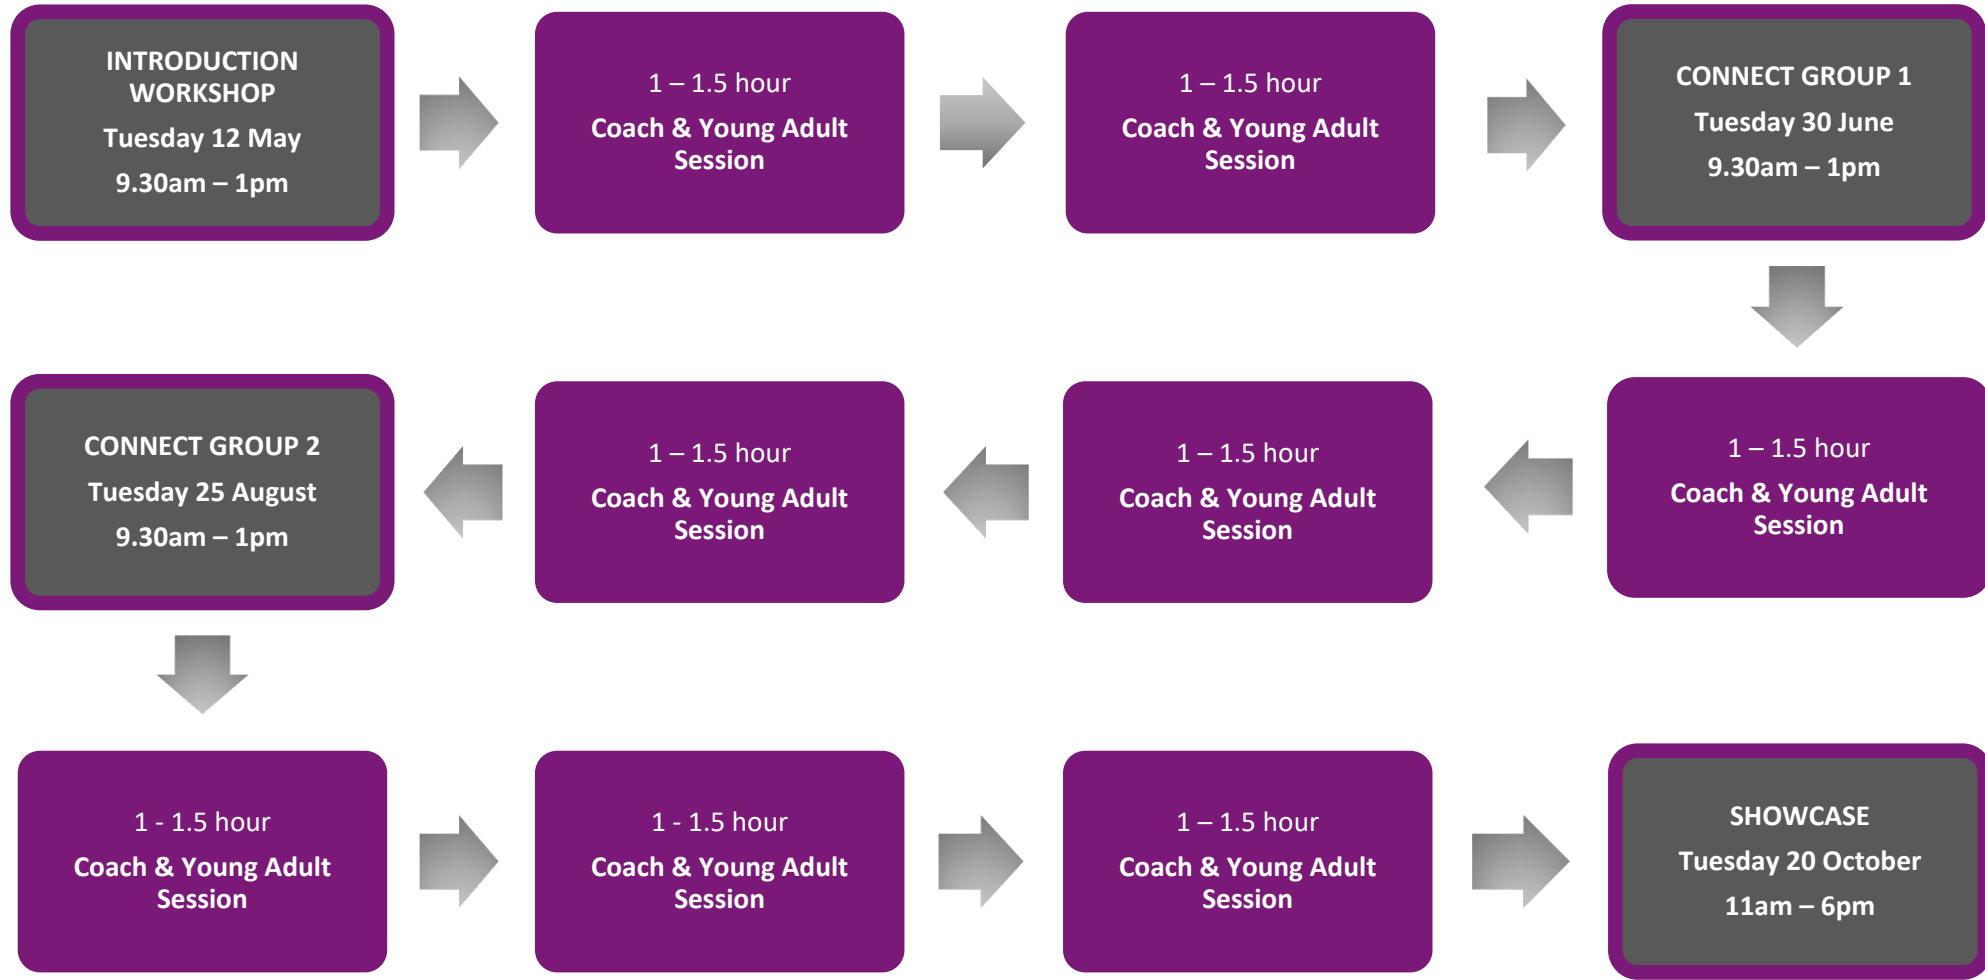 INTRODUCTION
WORKSHOP
Tuesday 12 May
9.30am – 1pm
1 – 1.5 hour
Coach & Young Adult
Session
1 – 1.5 hour
Coach & Young Adult
Session
CONNECT GROUP 1
Tuesday 30 June
9.30am – 1pm
1 – 1.5 hour
Coach & Young Adult
Session
1 – 1.5 hour
Coach & Young Adult
Session
1 – 1.5 hour
Coach & Young Adult
Session
CONNECT GROUP 2
Tuesday 25 August
9.30am – 1pm
1 - 1.5 hour
Coach & Young Adult
Session
1 - 1.5 hour
Coach & Young Adult
Session
1 – 1.5 hour
Coach & Young Adult
Session
SHOWCASE
Tuesday 20 October
11am – 6pm